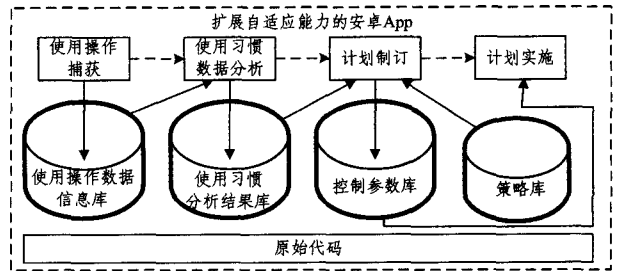 扩展自适应能力的安卓App
使用操作
捕获
使用习惯
数据分析
计划制订
计划实施
使用操作数据
信息库
使用习惯
分析结果库
控制参数库
策略库
原始代码